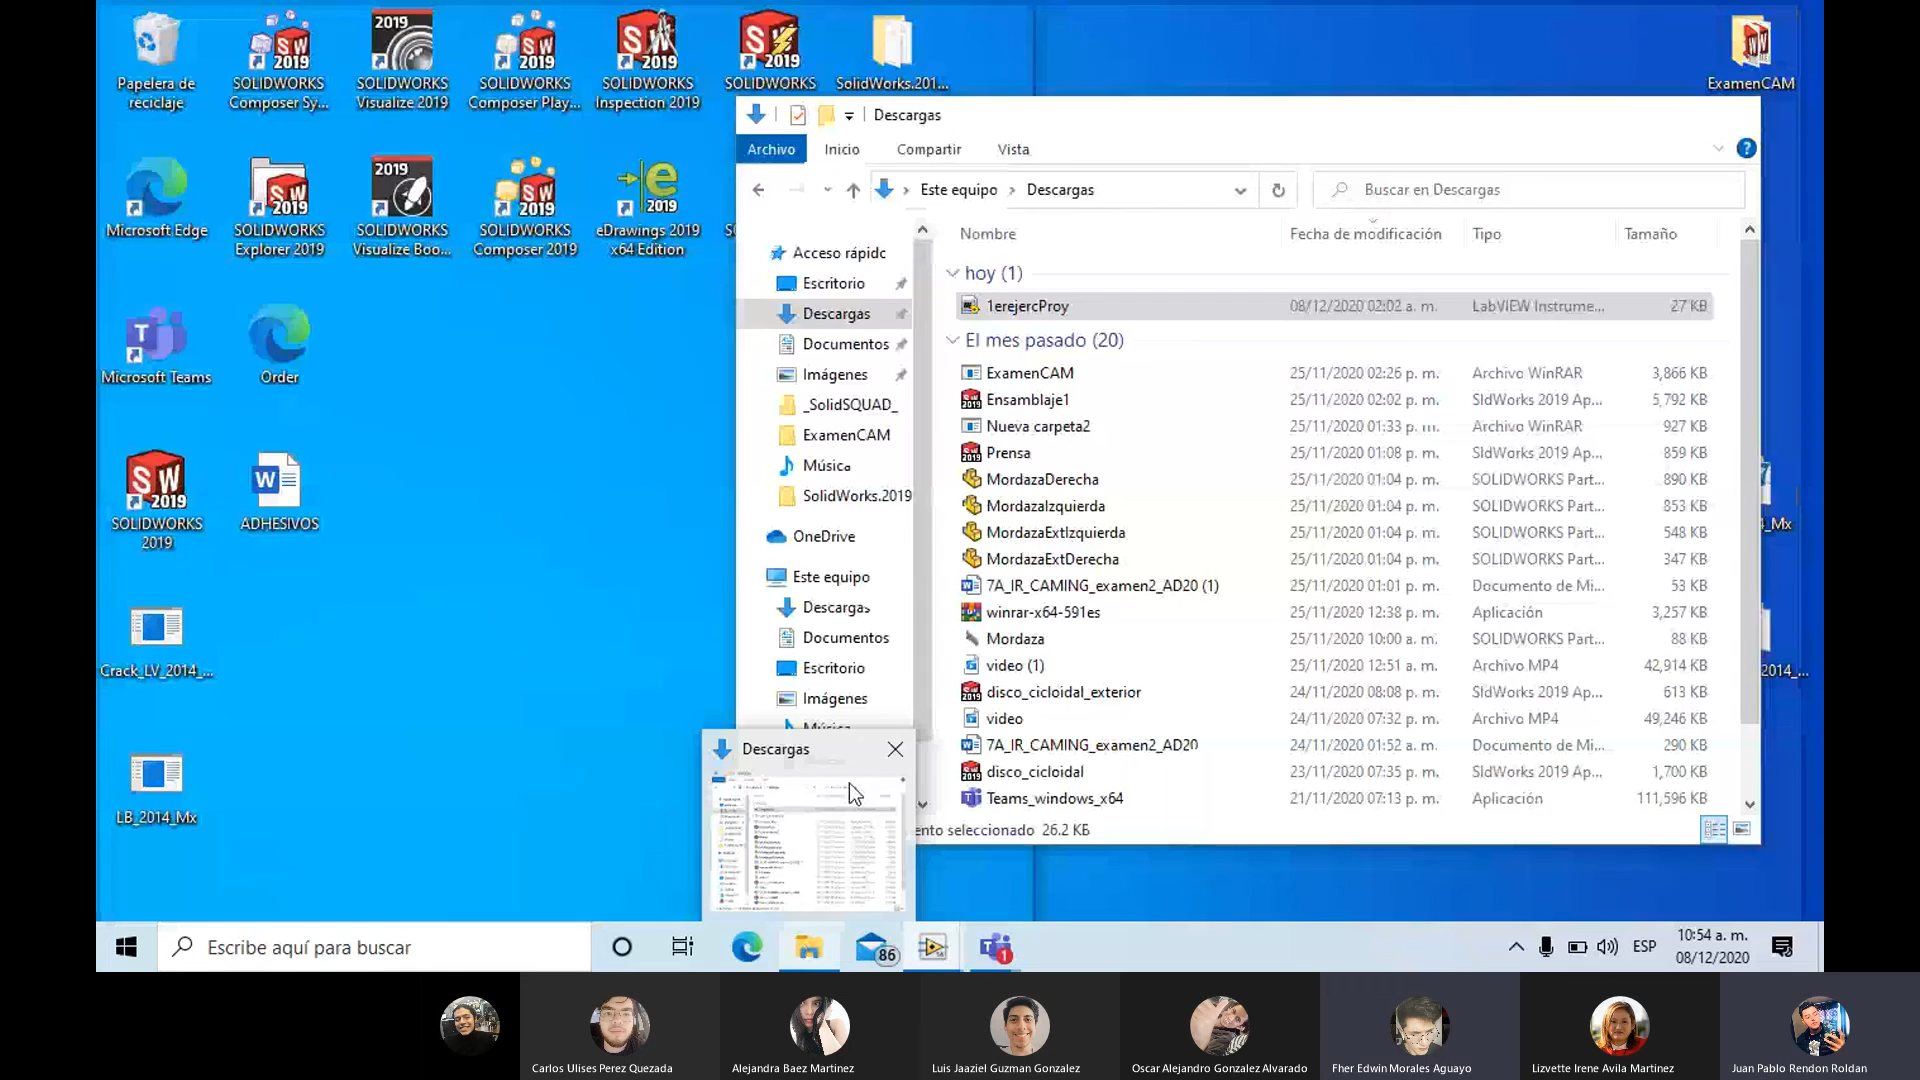 Papelera de
reciclaje
SOLIDWORKS
Composer Sy...
SOLIDWORKS
Visualize 2019
SOLIDWORKS
Composer Play...
SOLIDWORKS
Inspection 2019
SOLIDWORKS
SolidWorks.201...
ExamenCAM
Microsoft Edge
SOLIDWORKS
Explorer 2019
SOLIDWORKS
Visualize Boo...
SOLIDWORKS
Composer 2019
eDrawings 2019
x64 Edition
Microsoft Teams
Order
SOLIDWORKS
2019
ADHESIVOS
Crack_LV_2014_...
LB_2014_Mx
Descargas
Archivo
Inicio
Compartir
Vista
Este equipo
Descargas
Buscar en Descargas
Acceso rápidc
Escritorio
Descargas
Documentos
Imágenes
_SolidSQUAD_
ExamenCAM
Música
SolidWorks.2019
OneDrive
Este equipo
Descargas
Documentos
Escritorio
Imágenes
Música
Nombre Fecha de modificación Tipo Tamaño
hoy (1)
1erejercProy 08/12/2020 02:02 a. m. LabVIEW Instrume... 27 KB
El mes pasado (20)
ExamenCAM 25/11/2020 02:26 p. m. Archivo WinRAR 3,866 KB
Ensamblaje1 25/11/2020 02:02 p. m. SldWorks 2019 Ap... 5,792 KB
Nueva carpeta2 25/11/2020 01:33 p. m. Archivo WinRAR 927 KB
Prensa 25/11/2020 01:08 p. m. SldWorks 2019 Ap... 859 KB
MordazaDerecha 25/11/2020 01:04 p. m. SOLIDWORKS Part... 890 KB
MordazaIzquierda 25/11/2020 01:04 p. m. SOLIDWORKS Part... 853 KB
MordazaExtIzquierda 25/11/2020 01:04 p. m. SOLIDWORKS Part... 548 KB
MordazaExtDerecha 25/11/2020 01:04 p. m. SOLIDWORKS Part... 347 KB
7A_IR_CAMING_examen2_AD20 (1) 25/11/2020 01:01 p. m. Documento de Mi... 53 KB
winrar-x64-591es 25/11/2020 12:38 p. m. Aplicación 3,257 KB
Mordaza 25/11/2020 10:00 a. m. SOLIDWORKS Part... 88 KB
video (1) 25/11/2020 12:51 a. m. Archivo MP4 42,914 KB
disco_cicloidal_exterior 24/11/2020 08:08 p. m. SldWorks 2019 Ap... 613 KB
video 24/11/2020 07:32 p. m. Archivo MP4 49,246 KB
7A_IR_CAMING_examen2_AD20 24/11/2020 01:52 a. m. Documento de Mi... 290 KB
disco_cicloidal 23/11/2020 07:35 p. m. SldWorks 2019 Ap... 1,700 KB
Teams_windows_x64 21/11/2020 07:13 p. m. Aplicación 111,596 KB
ento seleccionado 26.2 KB
_Mx
2014_...
Descargas
Escribe aquí para buscar
86
1
ESP
10:54 a. m.
08/12/2020
Carlos Ulises Perez Quezada
Alejandra Baez Martinez
Luis Jaaziel Guzman Gonzalez
Oscar Alejandro Gonzalez Alvarado
Fher Edwin Morales Aguayo
Lizvette Irene Avila Martinez
Juan Pablo Rendon Roldan